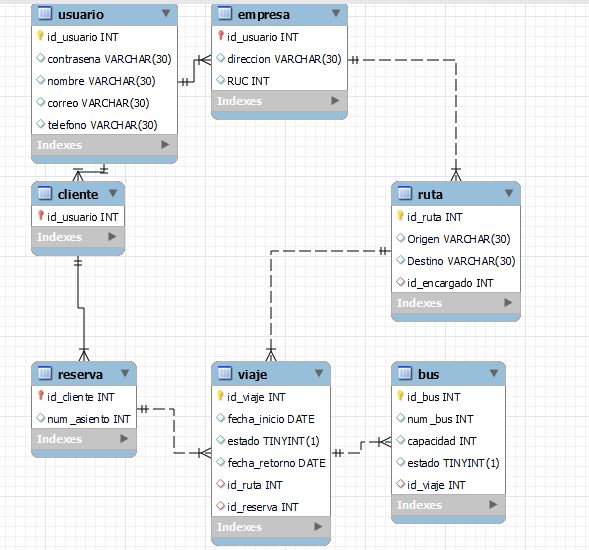 usuario
id_usuario INT
contrasena VARCHAR(30)
nombre VARCHAR(30)
correo VARCHAR(30)
telefono VARCHAR(30)
Indexes
empresa
id_usuario INT
direccion VARCHAR(30)
RUC INT
Indexes
cliente
id_usuario INT
Indexes
ruta
id_ruta INT
Origen VARCHAR(30)
Destino VARCHAR(30)
id_encargado INT
Indexes
reserva
id_cliente INT
num_asiento INT
Indexes
viaje
id_viaje INT
fecha_inicio DATE
estado TINYINT(1)
fecha_retorno DATE
id_ruta INT
id_reserva INT
Indexes
bus
id_bus INT
num_bus INT
capacidad INT
estado TINYINT(1)
id_viaje INT
Indexes